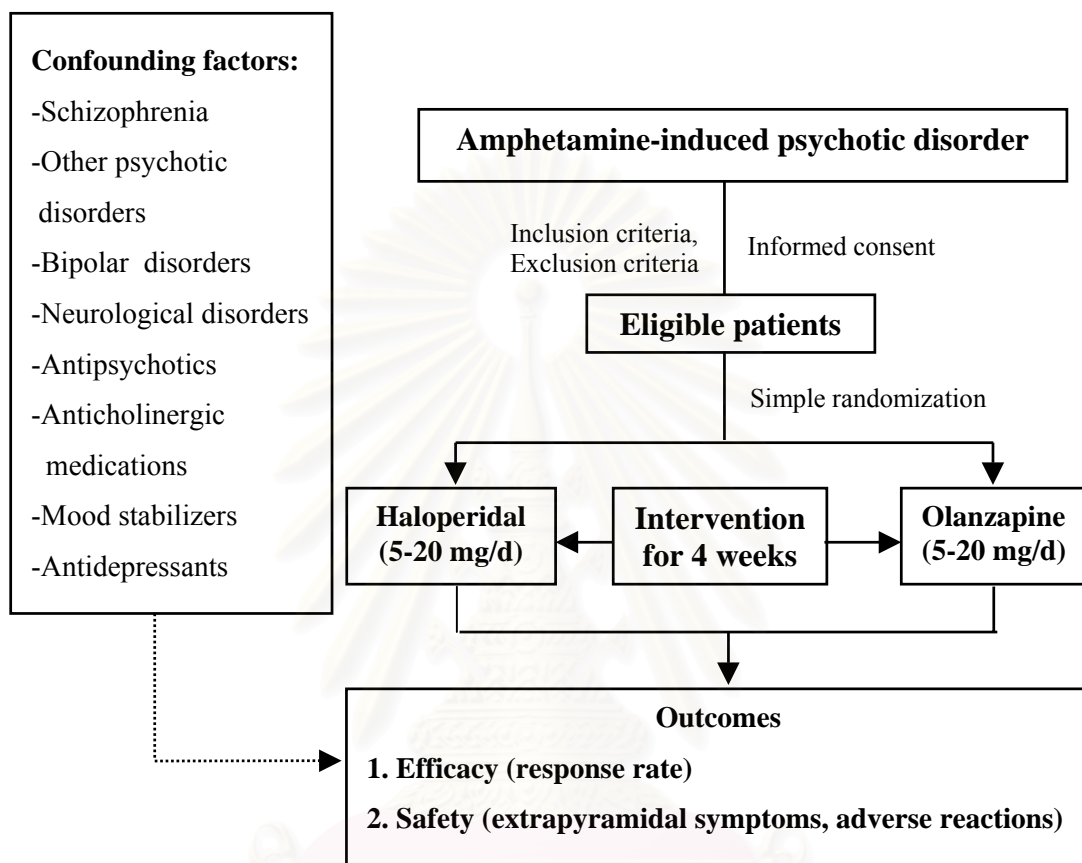 Confounding factors:
-Schizophrenia
-Other psychotic
disorders
-Bipolar disorders
-Neurological disorders
-Antipsychotics
-Anticholinergic
medications
-Mood stabilizers
-Antidepressants
Amphetamine-induced psychotic disorder
Inclusion criteria,
Exclusion criteria
Informed consent
Eligible patients
Simple randomization
Haloperidal
(5-20 mg/d)
Intervention
for 4 weeks
Olanzapine
(5-20 mg/d)
Outcomes
1. Efficacy (response rate)
2. Safety (extrapyramidal symptoms, adverse reactions)